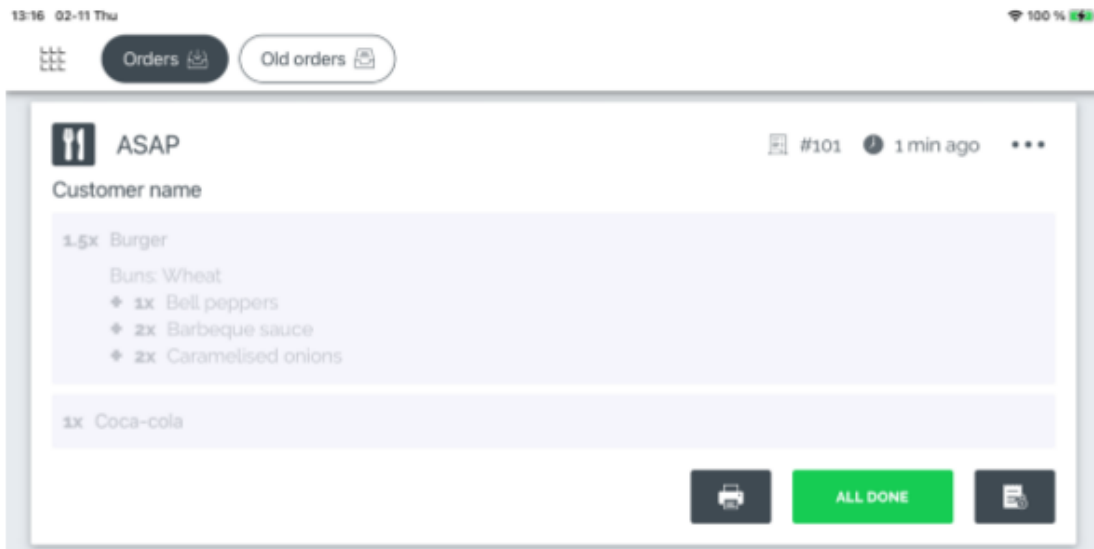 13:16 02-11 Thu
100 %
Orders
Old orders
ASAP
#101
1 min ago
Customer name
1.5x Burger
Buns: Wheat
1x Bell peppers
2x Barbeque sauce
2x Caramelised onions
1x Coca-cola
ALL DONE